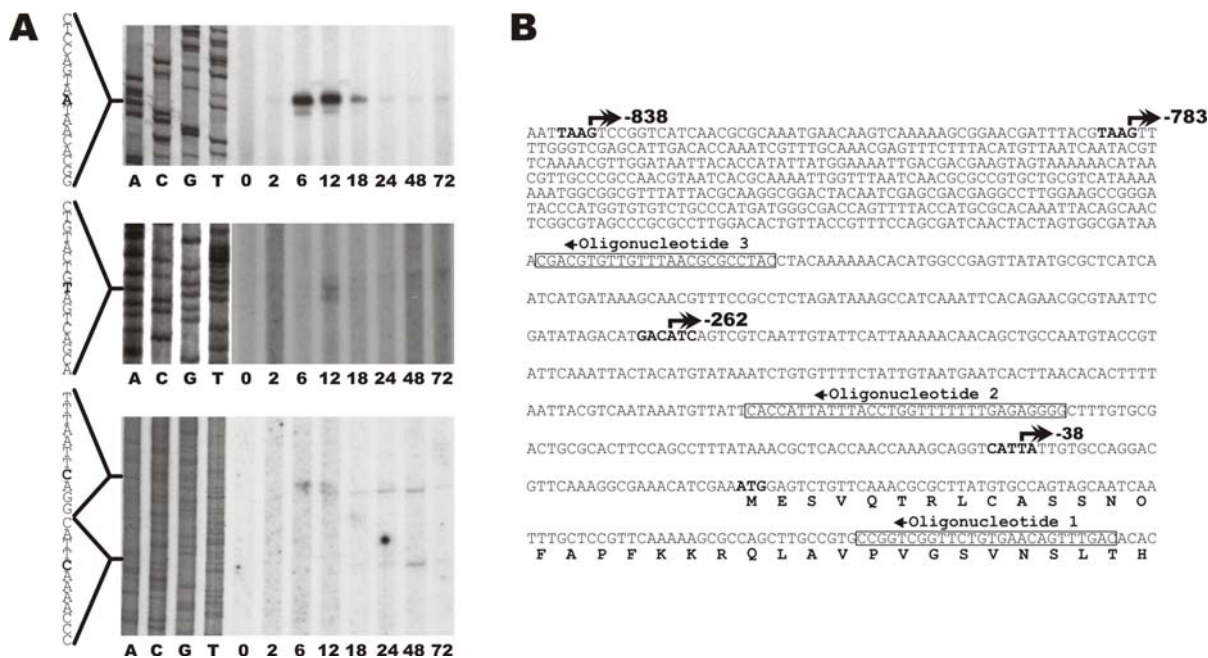 A
A C G T 0 2 6 12 18 24 48 72
A C G T 0 2 6 12 18 24 48 72
A C G T 0 2 6 12 18 24 48 72
B
-838 -783
AATTAAGTCCGGTCATCAACGCGCAAATGAACAAGTCAAAAAGCGGAACGATTTACGTAAGTT
TTGGGTCGAGCATTGACACCAAATCGTTTGCAAACGAGTTTCTTTACATGTTAATCAATACGT
TCAAAACGTTGGATAATTACACCATATTATGGAAAATTGACGACGAAGTAGTAAAAAACATAA
CGTTGCCCGCCAACGTAATCACGCAAAATTGGTTTAATCAACGCGCCGTGCTGCGTCATAAAA
AAATGGCGGCGTTTATTACGCAAGGCGGACTACAATCGAGCGACGAGGCCTTGGAAGCCGGGA
TACCCATGGTGTGTCTGCCCATGATGGGCGACCAGTTTTACCATGCGCACAAATTACAGCAAC
TCGGCGTAGCCCGCGCCTTGGACACTGTTACCGTTTCCAGCGATCAACTACTAGTGGCGATAA
Oligonucleotide 3
ACGACGTGTTGTTTAACGCGCCTACCTACAAAAAACACATGGCCGAGTTATATGCGCTCATCA
ATCATGATAAAGCAACGTTTCCGCCTCTAGATAAAGCCATCAAATTCACAGAACGCGTAATTC
-262
GATATAGACATGACATCAGTCGTCAATTGTATTCATTAAAAACAACAGCTGCCAATGTACCGT
ATTCAAATTACTACATGTATAAATCTGTGTTTTCTATTGTAATGAATCACTTAACACACTTTT
Oligonucleotide 2
AATTACGTCAATAAATGTTATTCACCATTATTTACCTGGTTTTTTTGAGAGGGGCTTTGTGCG
-38
ACTGCGCACTTCCAGCCTTTATAAACGCTCACCAACCAAAGCAGGTCATTATTGTGCCAGGAC
GTTCAAAGGCGAAACATCGAAATGGAGTCTGTTCAAACGCGCTTATGTGCCAGTAGCAATCAA
M E S V Q T R L C A S S N O
Oligonucleotide 1
TTTGCTCCGTTCAAAAAGCGCCAGCTTGCCGTGCCGGTCGGTTCTGTGAACAGTTTGACACAC
F A P F K K R Q L A V P V G S V N S L T H